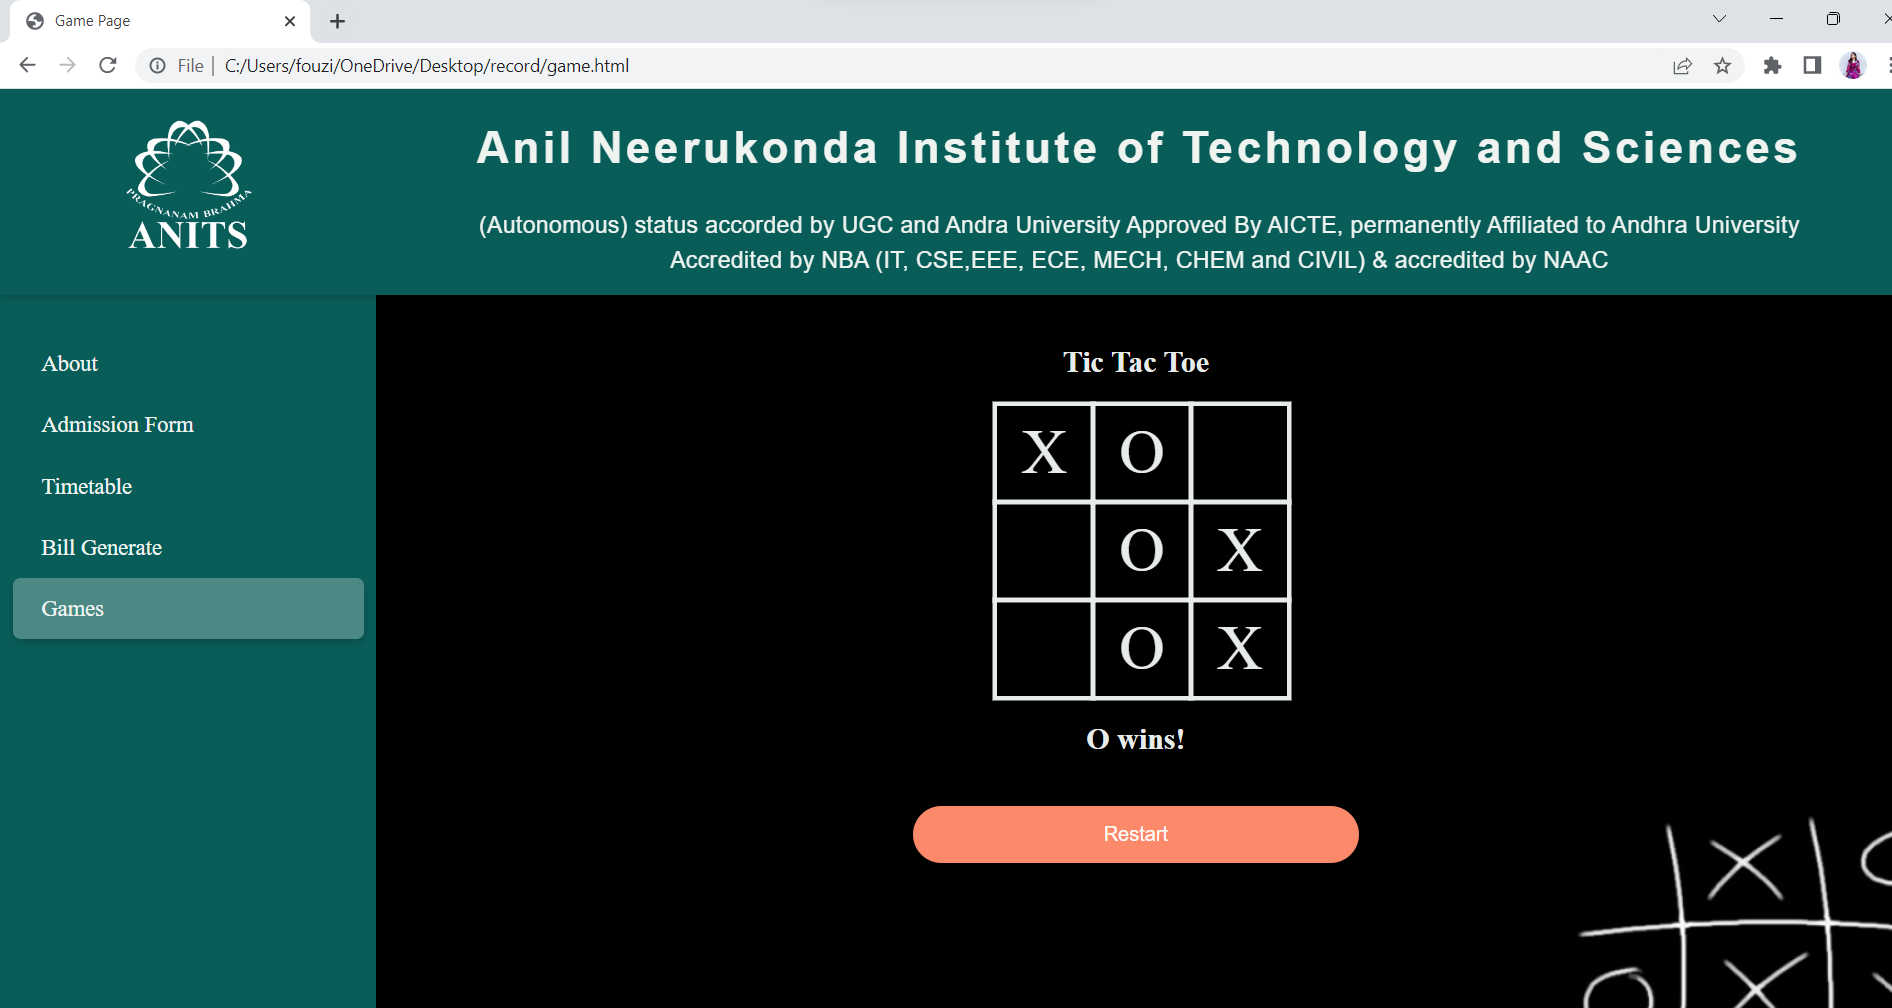 Game Page
File | C:/Users/fouzi/OneDrive/Desktop/record/game.html
PRAGNANAM BRAHMA
ANITS
Anil Neerukonda Institute of Technology and Sciences
(Autonomous) status accorded by UGC and Andra University Approved By AICTE, permanently Affiliated to Andhra University
Accredited by NBA (IT, CSE,EEE, ECE, MECH, CHEM and CIVIL) & accredited by NAAC
About
Admission Form
Timetable
Bill Generate
Games
Tic Tac Toe
X O
O X
O X
O wins!
Restart